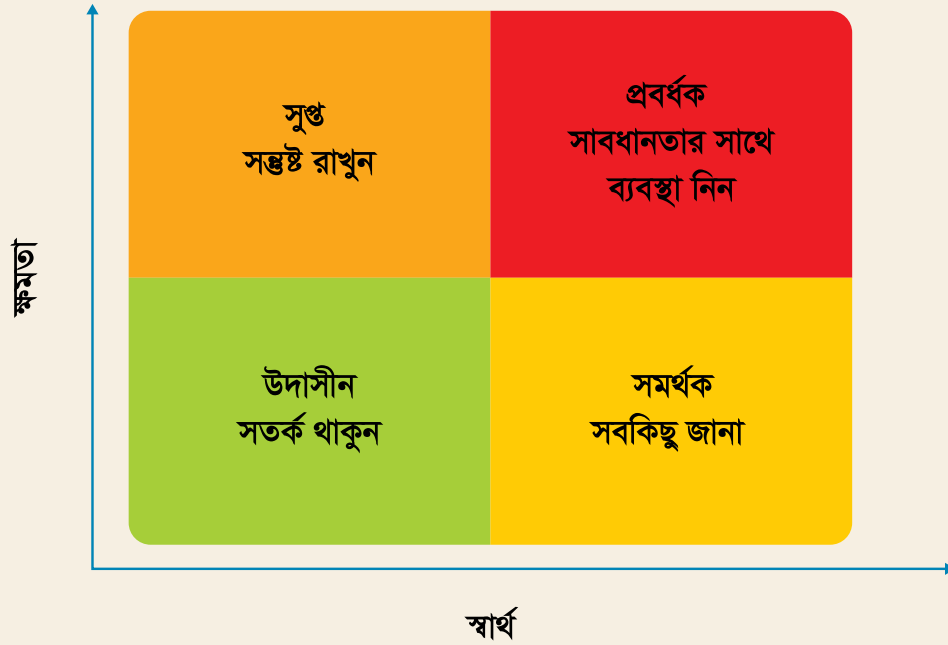 সুপ্ত
সন্তুষ্ট রাখুন
প্রবর্ধক
সাবধানতার সাথে
ব্যবস্থা নিন
ক্ষমতা
উদাসীন
সতর্ক থাকুন
সমর্থক
সবকিছু জানা
স্বার্থ